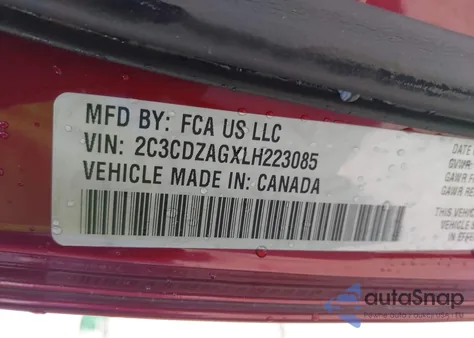 MFD BY: FCA US LLC
VIN: 2C3CDZAGXLH223085
VEHICLE MADE IN: CANADA
DATE
GVWR
GAWR F
GAWR RE
THIS V
VEHICLE S
IN EFFE
autoSnap